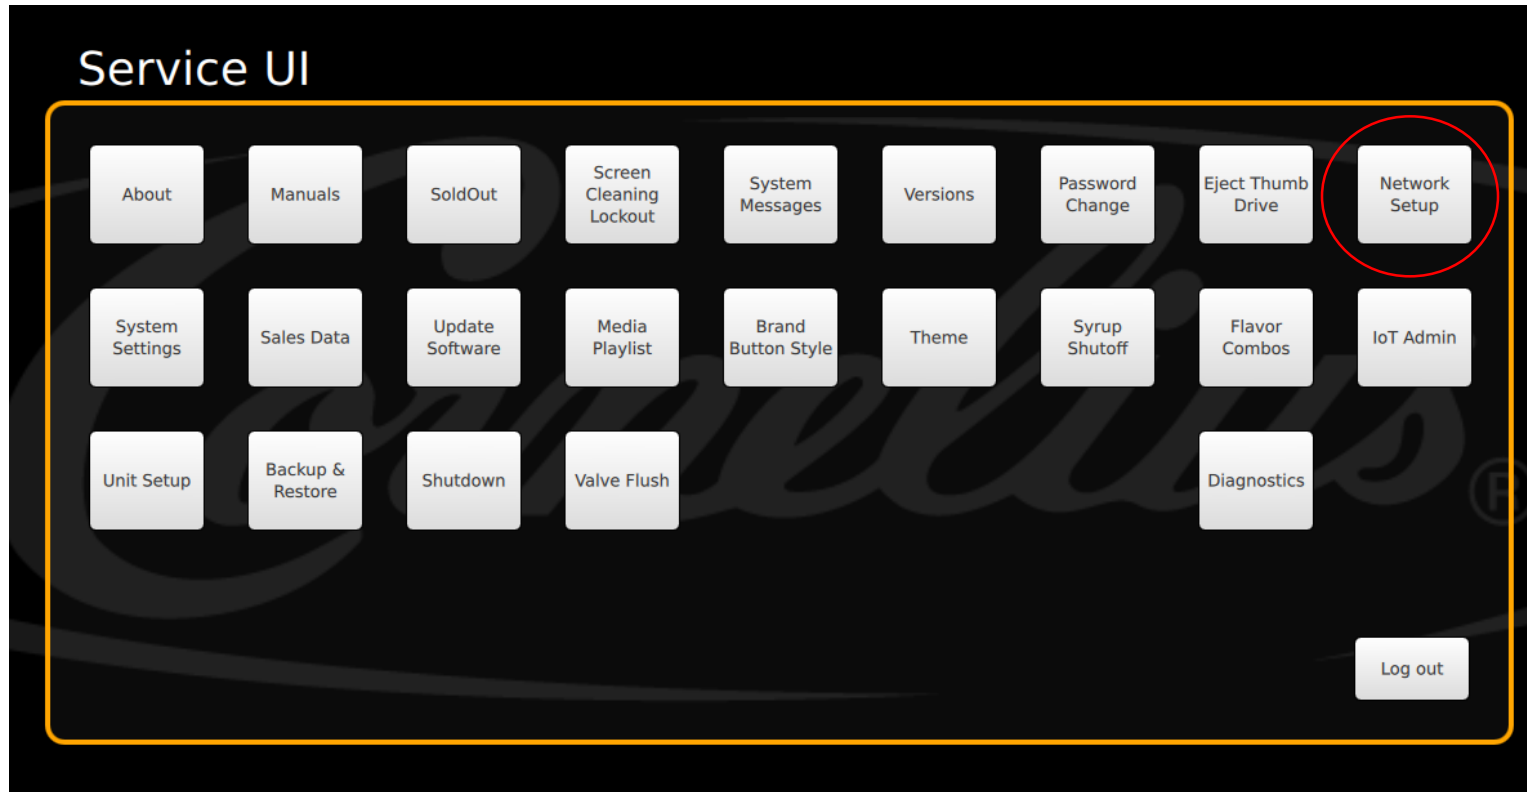 Service UI
About
Manuals
SoldOut
Screen
Cleaning
Lockout
System
Messages
Versions
Password
Change
Eject Thumb
Drive
Network
Setup
System
Settings
Sales Data
Update
Software
Media
Playlist
Brand
Button Style
Theme
Syrup
Shutoff
Flavor
Combos
IoT Admin
Unit Setup
Backup &
Restore
Shutdown
Valve Flush
Diagnostics
Cornelius®
Log out